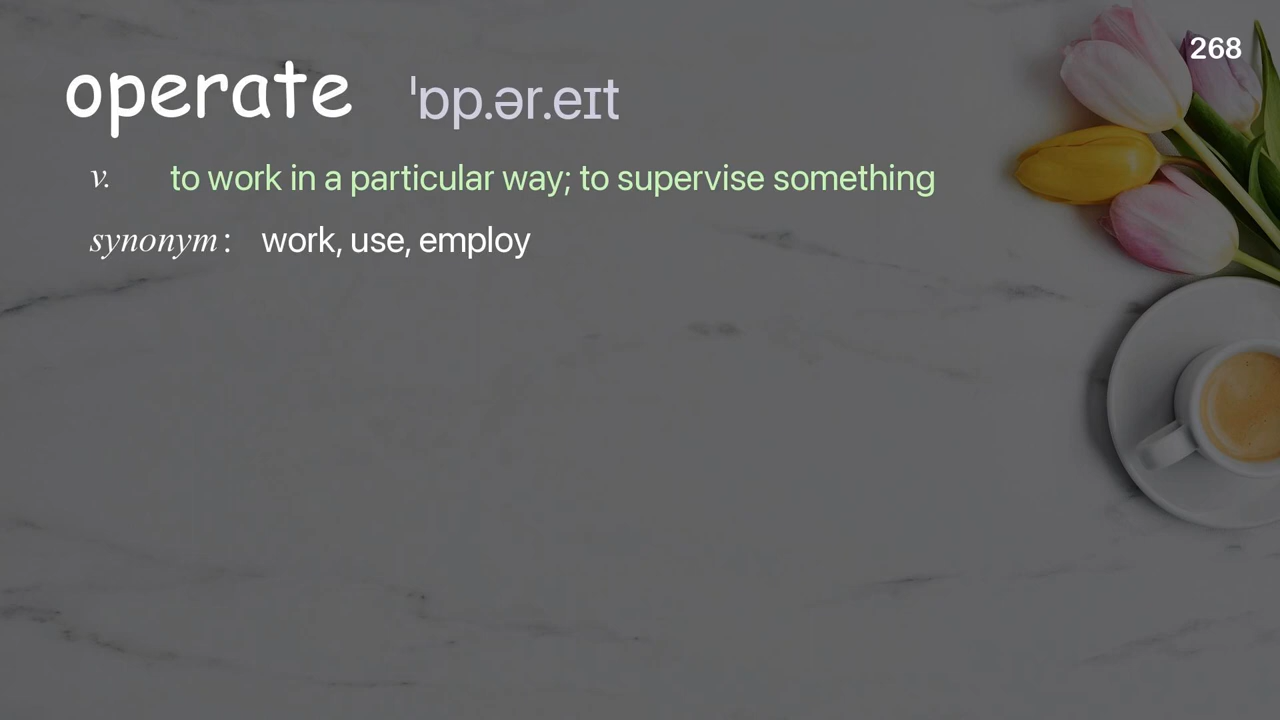 268
operate ˈɒp.ər.eɪt
v. to work in a particular way; to supervise something
synonym: work, use, employ